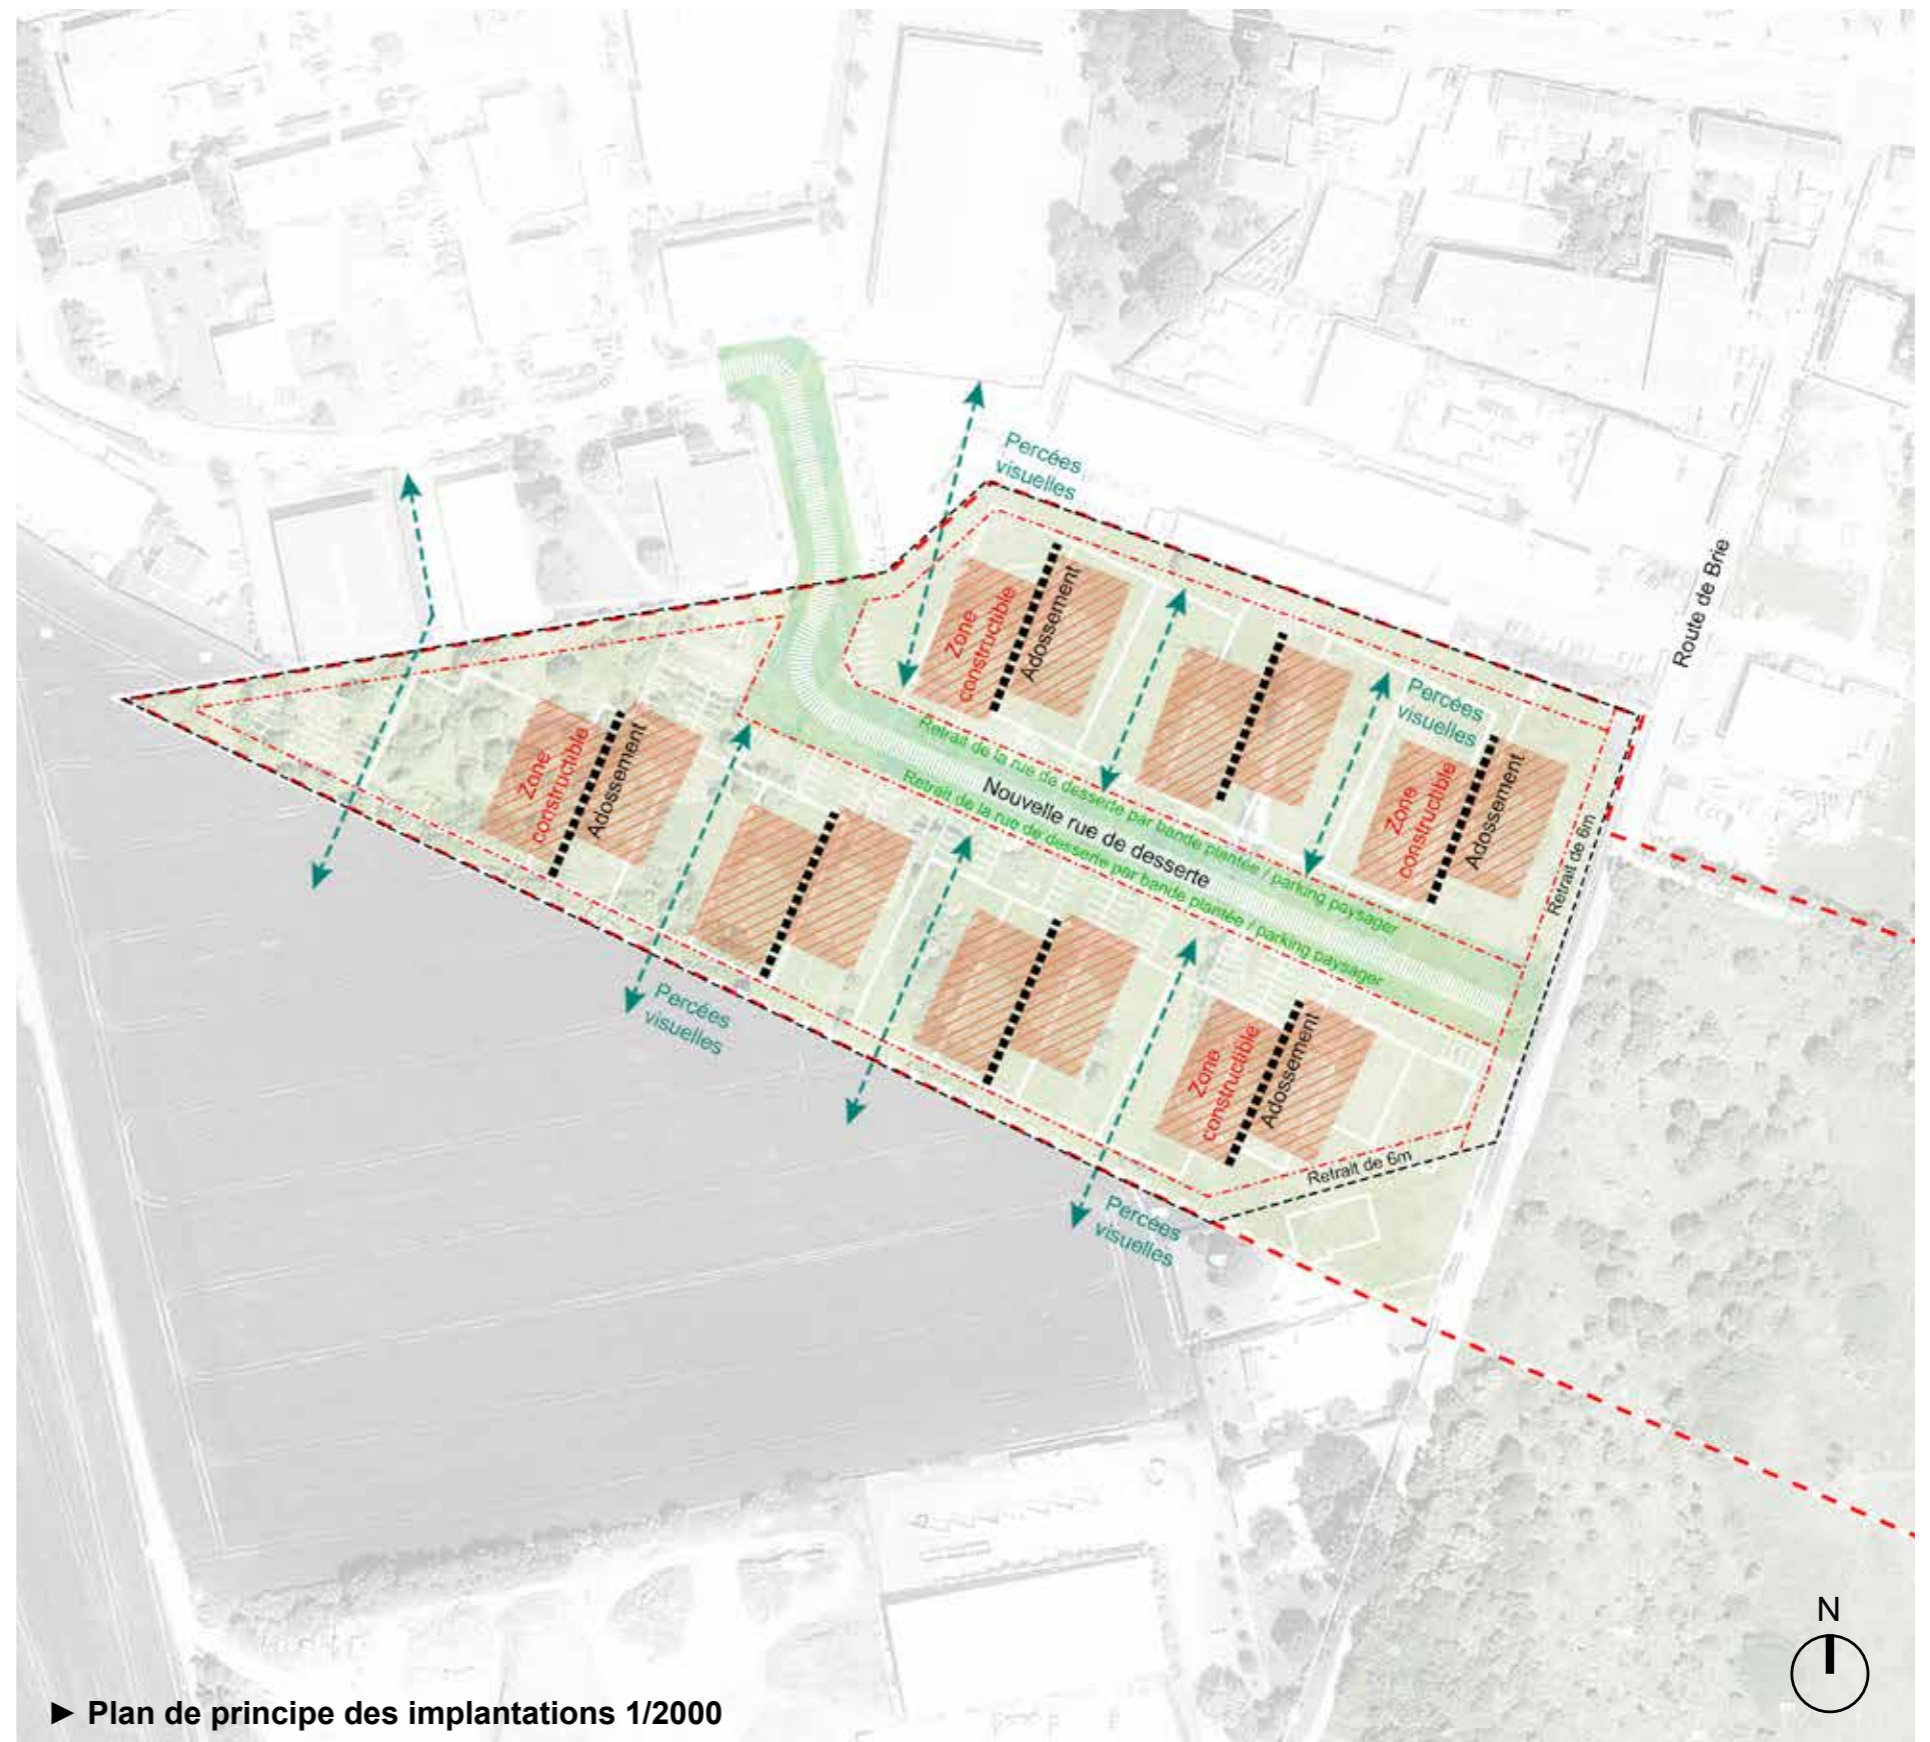 Percées
visuelles
Route de Brie
Zone
constructible
Adossement
Percées
visuelles
Zone
constructible
Adossement
Retrait de 6m
Retrait de la rue de desserte par bande plantée / parking paysager
Nouvelle rue de desserte
Retrait de la rue de desserte par bande plantée / parking paysager
Zone
constructible
Adossement
Percées
visuelles
Zone
constructible
Adossement
Retrait de 6m
Percées
visuelles
N
► Plan de principe des implantations 1/2000